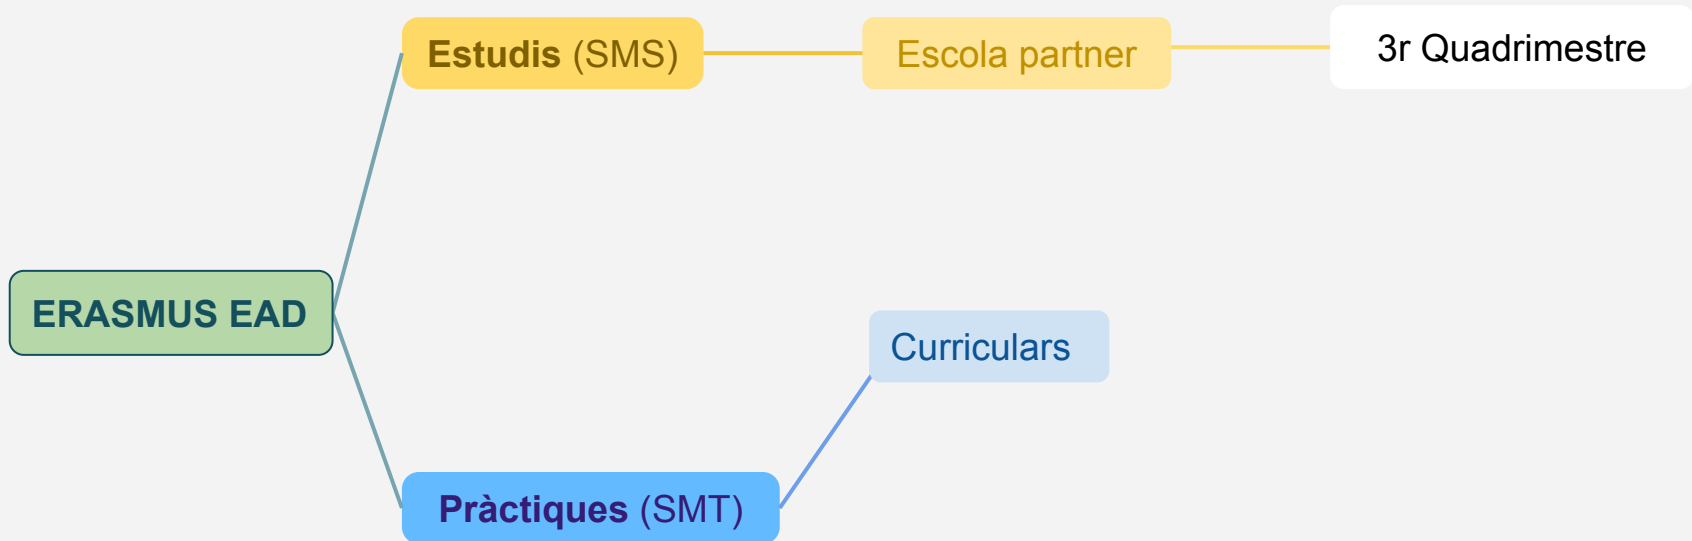 Estudis (SMS)
Escola partner
3r Quadrimestre
ERASMUS EAD
Curriculars
Pràctiques (SMT)